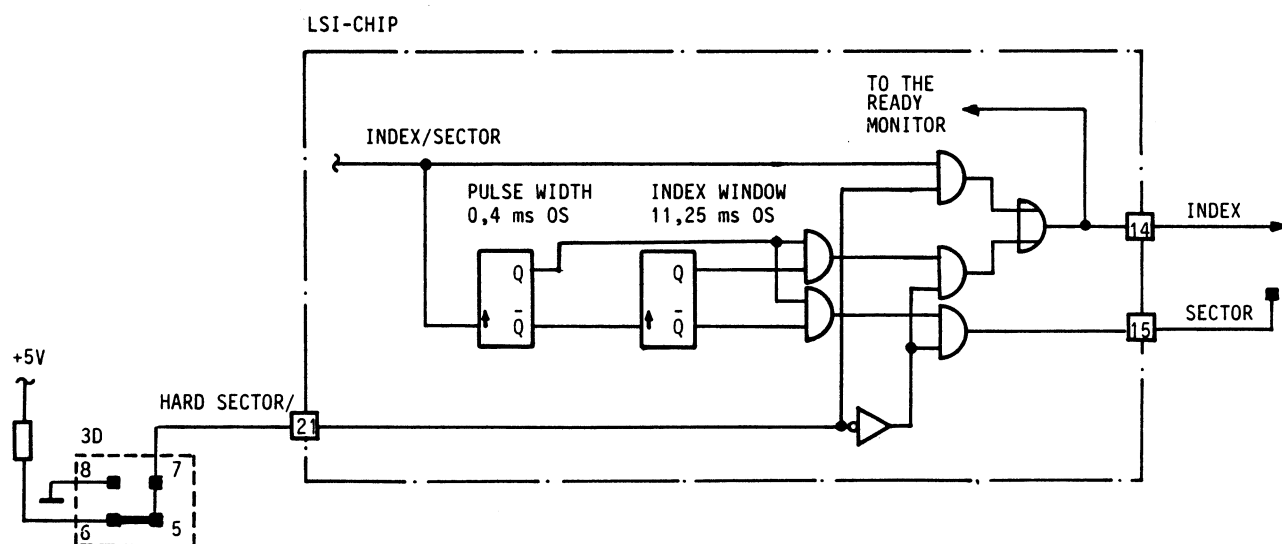 LSI-CHIP
TO THE
READY
MONITOR
INDEX/SECTOR
PULSE WIDTH
0,4 ms OS
INDEX WINDOW
11,25 ms OS
Q
Q̅
Q
Q̅
14
INDEX
15
SECTOR
+5V
HARD SECTOR/
21
3D
8
7
6
5